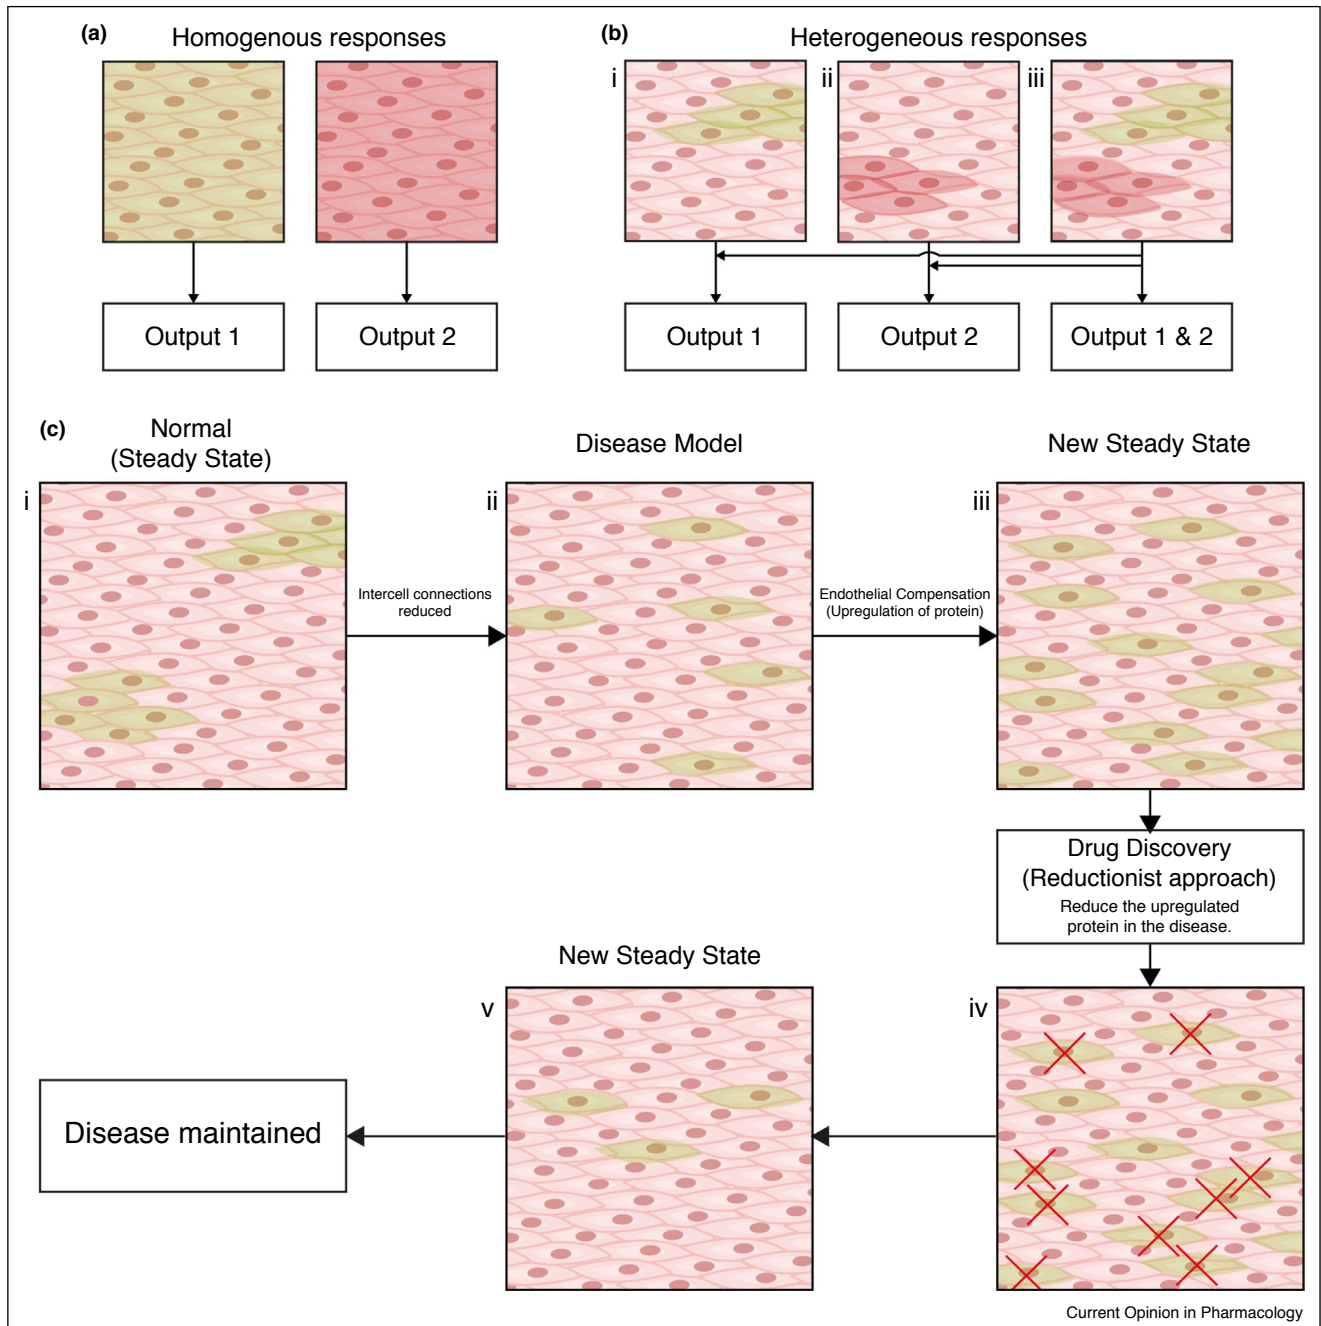 (a)
Homogenous responses
Output 1
Output 2
(b)
Heterogeneous responses
i
ii
iii
Output 1
Output 2
Output 1 & 2
(c)
Normal
(Steady State)
i
Intercell connections
reduced
Disease Model
ii
Endothelial Compensation
(Upregulation of protein)
New Steady State
iii
Drug Discovery
(Reductionist approach)
Reduce the upregulated
protein in the disease.
iv
New Steady State
v
Disease maintained
Current Opinion in Pharmacology